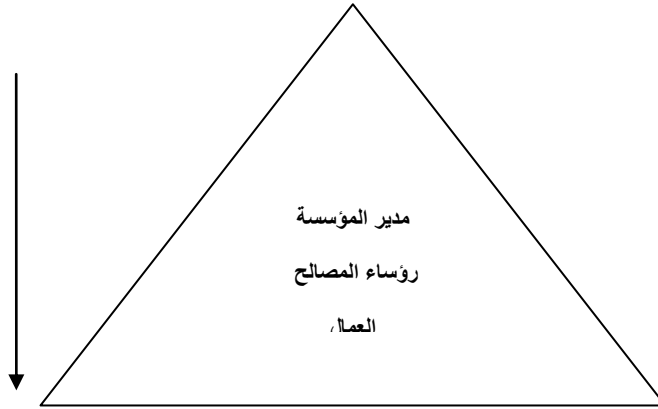 مدير المؤسسة
رؤساء المصالح
العمال